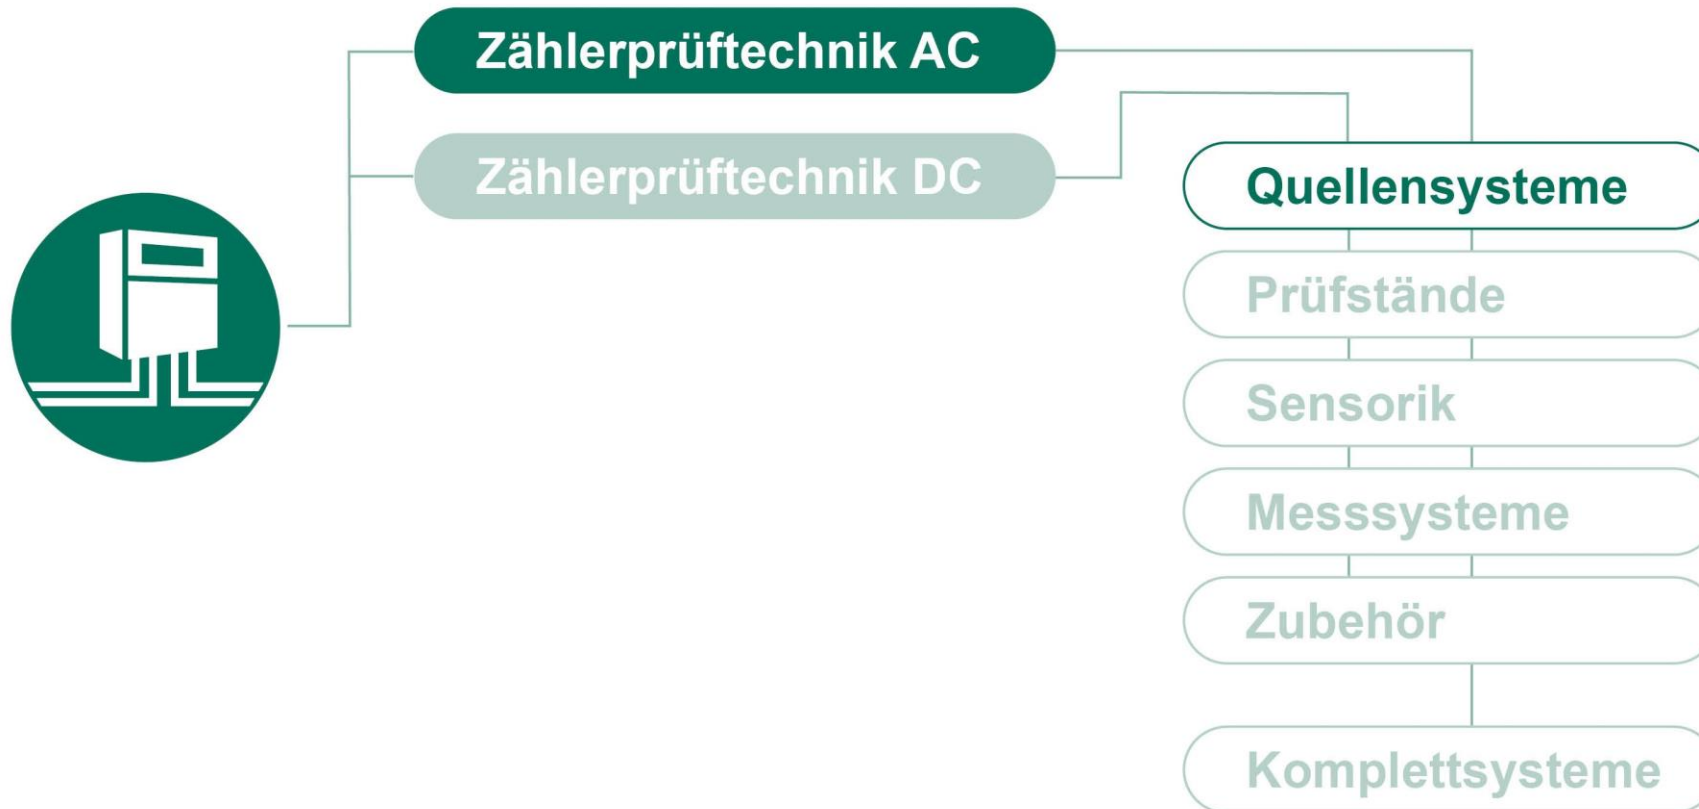 Zählerprüftechnik AC
Zählerprüftechnik DC
Quellensysteme
Prüfstände
Sensorik
Messsysteme
Zubehör
Komplettsysteme